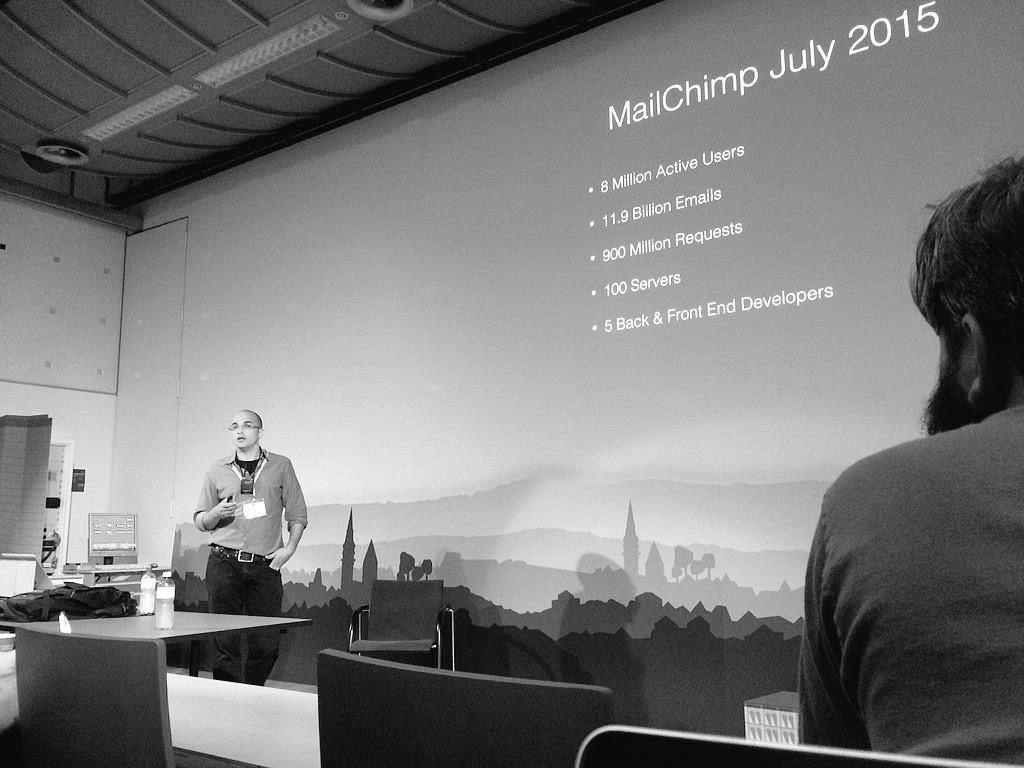 MailChimp July 2015
• 8 Million Active Users
• 11.9 Billion Emails
• 900 Million Requests
• 100 Servers
• 5 Back & Front End Developers